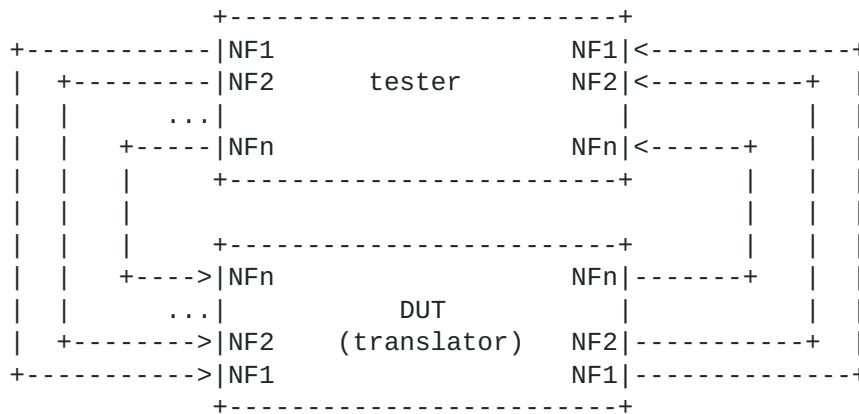 NF1 NF1
NF2 tester NF2
...
NFn NFn
NFn NFn
... DUT
NF2 (translator) NF2
NF1 NF1